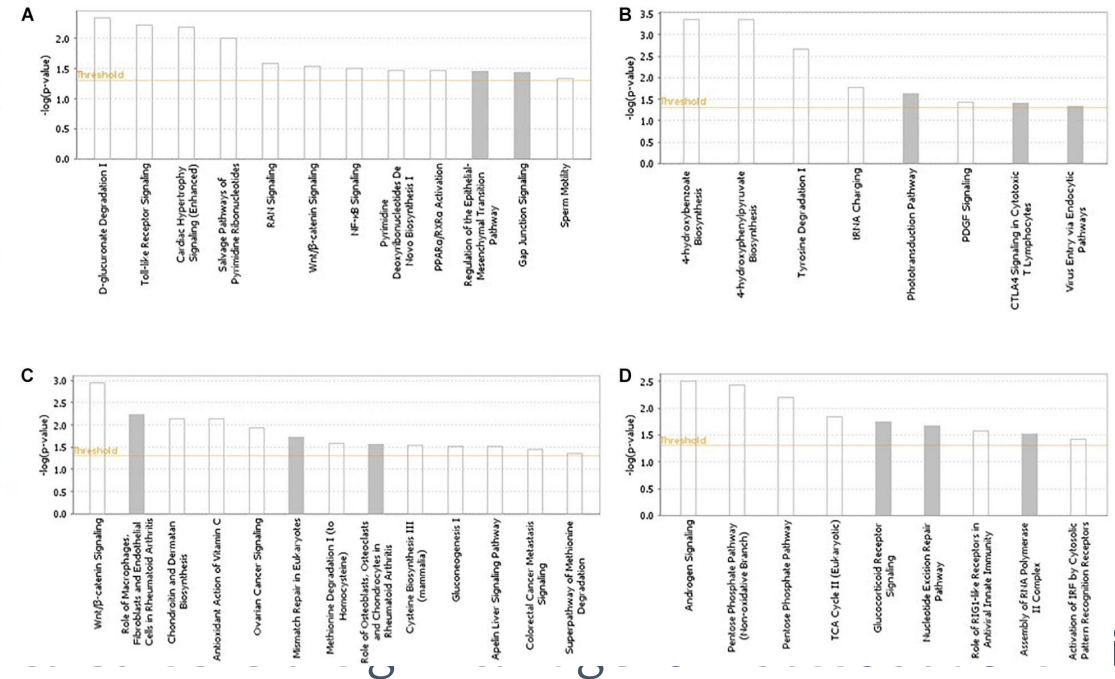 A
2.0
1.5
1.0
0.5
0.0
-log(p-value)
Threshold
D-glucuronate Degradation I
Toll-like Receptor Signaling
Cardiac Hypertrophy
Signaling (Enhanced)
Salvage Pathways of
Pyrimidine Ribonucleotides
RAN Signaling
Wnt/β-catenin Signaling
NF-κB Signaling
Pyrimidine
Deoxyribonucleotides De
Novo Biosynthesis I
PPARα/RXRα Activation
Regulation of the Epithelial-
Mesenchymal Transition
Pathway
Gap Junction Signaling
Sperm Motility
B
3.5
3.0
2.5
2.0
1.5
1.0
0.5
0.0
-log(p-value)
Threshold
4-hydroxybenzoate
Biosynthesis
4-hydroxyphenylpyruvate
Biosynthesis
Tyrosine Degradation I
tRNA Charging
Phototransduction Pathway
PDGF Signaling
CTLA4 Signaling in Cytotoxic
T Lymphocytes
Virus Entry via Endocytic
Pathways
C
3.0
2.5
2.0
1.5
1.0
0.5
0.0
-log(p-value)
Threshold
Wnt/β-catenin Signaling
Role of Macrophages,
Fibroblasts and Endothelial
Cells in Rheumatoid Arthritis
Chondroitin and Dermatan
Biosynthesis
Antioxidant Action of Vitamin C
Ovarian Cancer Signaling
Mismatch Repair in Eukaryotes
Methionine Degradation I (to
Homocysteine)
Role of Osteoblasts, Osteoclasts
and Chondrocytes in
Rheumatoid Arthritis
Cysteine Biosynthesis III
(mammalia)
Gluconeogenesis I
Apelin Liver Signaling Pathway
Colorectal Cancer Metastasis
Signaling
Superpathway of Methionine
Degradation
D
2.5
2.0
1.5
1.0
0.5
0.0
-log(p-value)
Threshold
Androgen Signaling
Pentose Phosphate Pathway
(Non-oxidative Branch)
Pentose Phosphate Pathway
TCA Cycle II (Eukaryotic)
Glucocorticoid Receptor
Signaling
Nucleotide Excision Repair
Pathway
Role of RIG1-like Receptors in
Antiviral Innate Immunity
Assembly of RNA Polymerase
II Complex
Activation of IRF by Cytosolic
Pattern Recognition Receptors